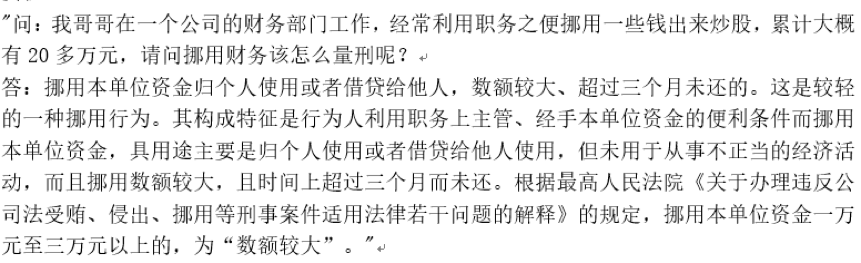 "问：我哥哥在一个公司的财务部门工作，经常利用职务之便挪用一些钱出来炒股，累计大概
有 20 多万元，请问挪用财务该怎么量刑呢？
答：挪用本单位资金归个人使用或者借贷给他人，数额较大、超过三个月未还的。这是较轻
的一种挪用行为。其构成特征是行为人利用职务上主管、经手本单位资金的便利条件而挪用
本单位资金，具用途主要是归个人使用或者借贷给他人使用，但未用于从事不正当的经济活
动，而且挪用数额较大，且时间上超过三个月而未还。根据最高人民法院《关于办理违反公
司法受贿、侵出、挪用等刑事案件适用法律若干问题的解释》的规定，挪用本单位资金一万
元至三万元以上的，为“数额较大”。"